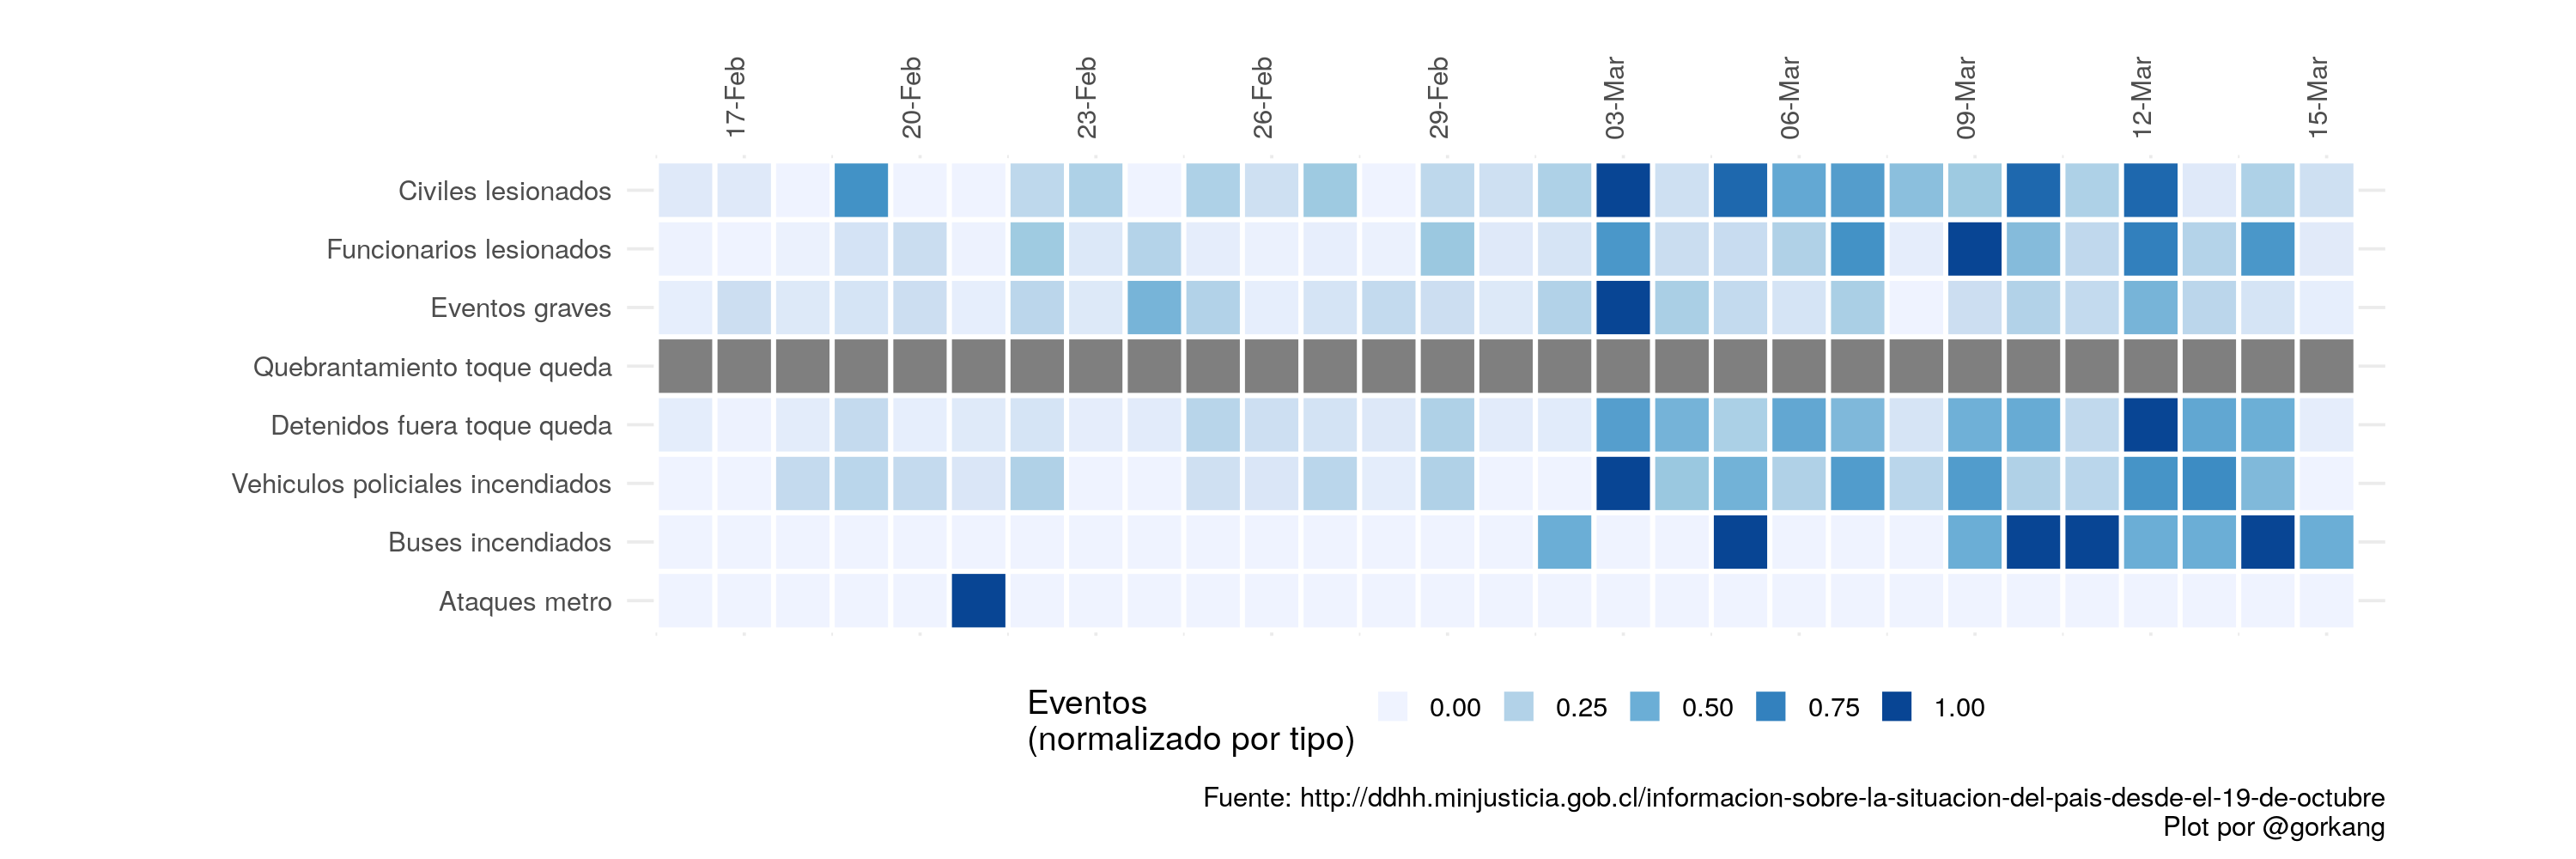 17-Feb
20-Feb
23-Feb
26-Feb
29-Feb
03-Mar
06-Mar
09-Mar
12-Mar
15-Mar
Civiles lesionados
Funcionarios lesionados
Eventos graves
Quebrantamiento toque queda
Detenidos fuera toque queda
Vehiculos policiales incendiados
Buses incendiados
Ataques metro
Eventos
(normalizado por tipo)
0.00 0.25 0.50 0.75 1.00
Fuente: http://ddhh.minjusticia.gob.cl/informacion-sobre-la-situacion-del-pais-desde-el-19-de-octubre
Plot por @gorkang